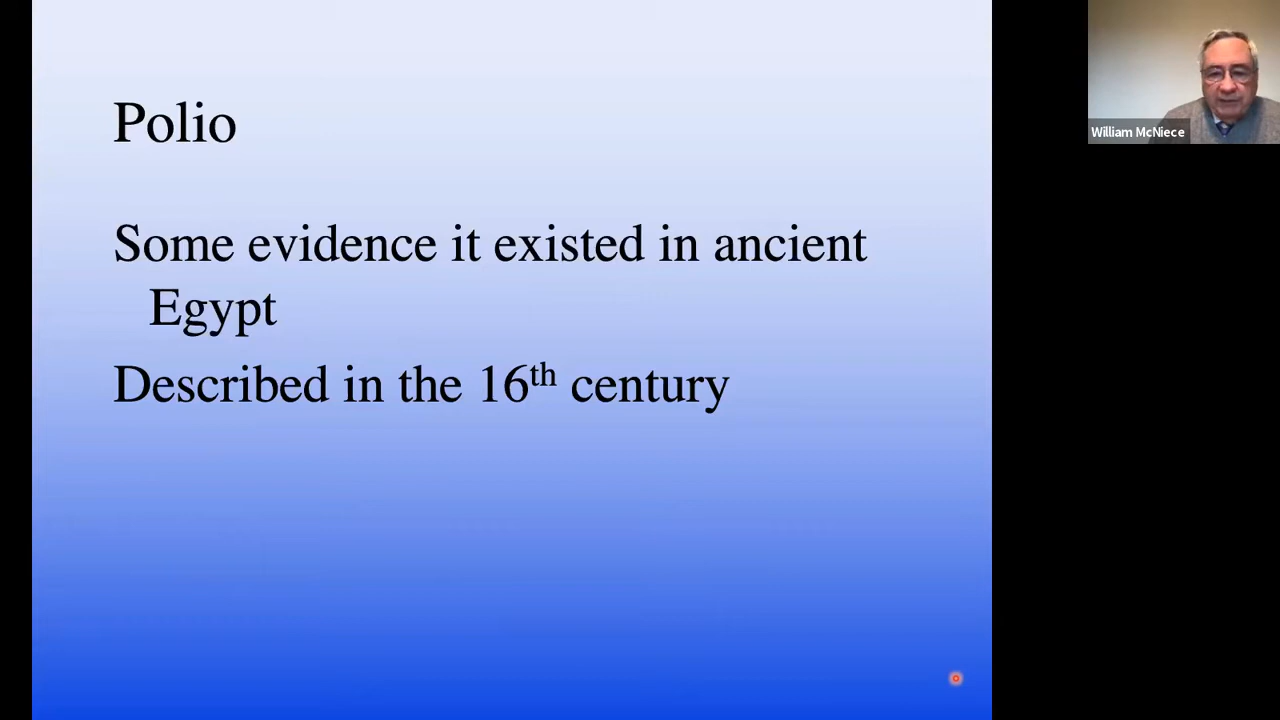 Polio
Some evidence it existed in ancient
Egypt
Described in the 16th century
William McNiece